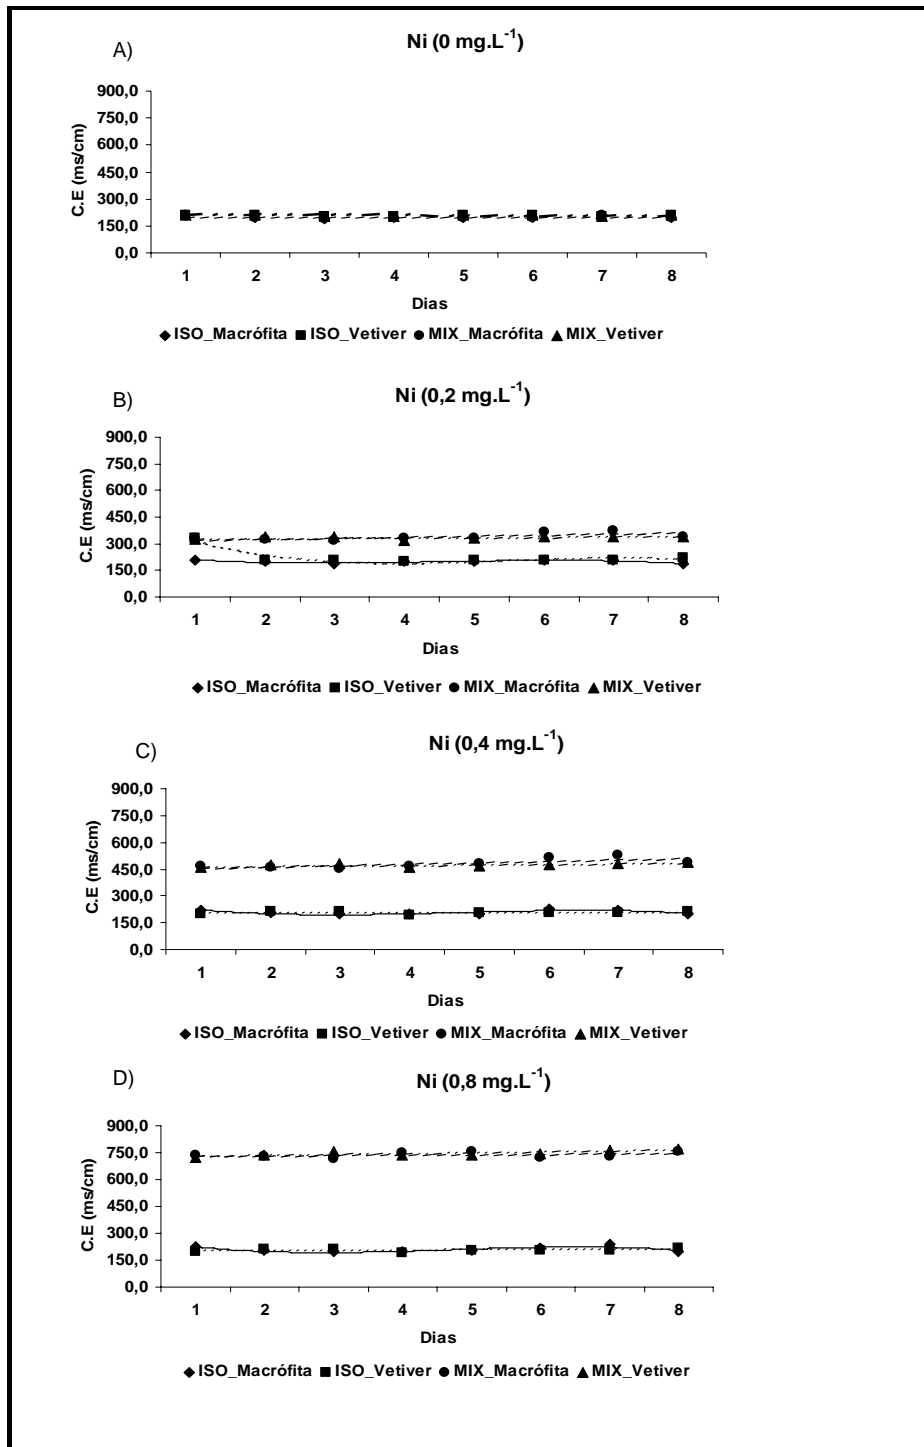 A)
Ni (0 mg.L-1)
900,0
750,0
600,0
450,0
300,0
150,0
0,0
C.E (ms/cm)
1 2 3 4 5 6 7 8
Dias
ISO_Macrófita ISO_Vetiver MIX_Macrófita MIX_Vetiver
B)
Ni (0,2 mg.L-1)
900,0
750,0
600,0
450,0
300,0
150,0
0,0
C.E (ms/cm)
1 2 3 4 5 6 7 8
Dias
ISO_Macrófita ISO_Vetiver MIX_Macrófita MIX_Vetiver
C)
Ni (0,4 mg.L-1)
900,0
750,0
600,0
450,0
300,0
150,0
0,0
C.E (ms/cm)
1 2 3 4 5 6 7 8
Dias
ISO_Macrófita ISO_Vetiver MIX_Macrófita MIX_Vetiver
D)
Ni (0,8 mg.L-1)
900,0
750,0
600,0
450,0
300,0
150,0
0,0
C.E (ms/cm)
1 2 3 4 5 6 7 8
Dias
ISO_Macrófita ISO_Vetiver MIX_Macrófita MIX_Vetiver